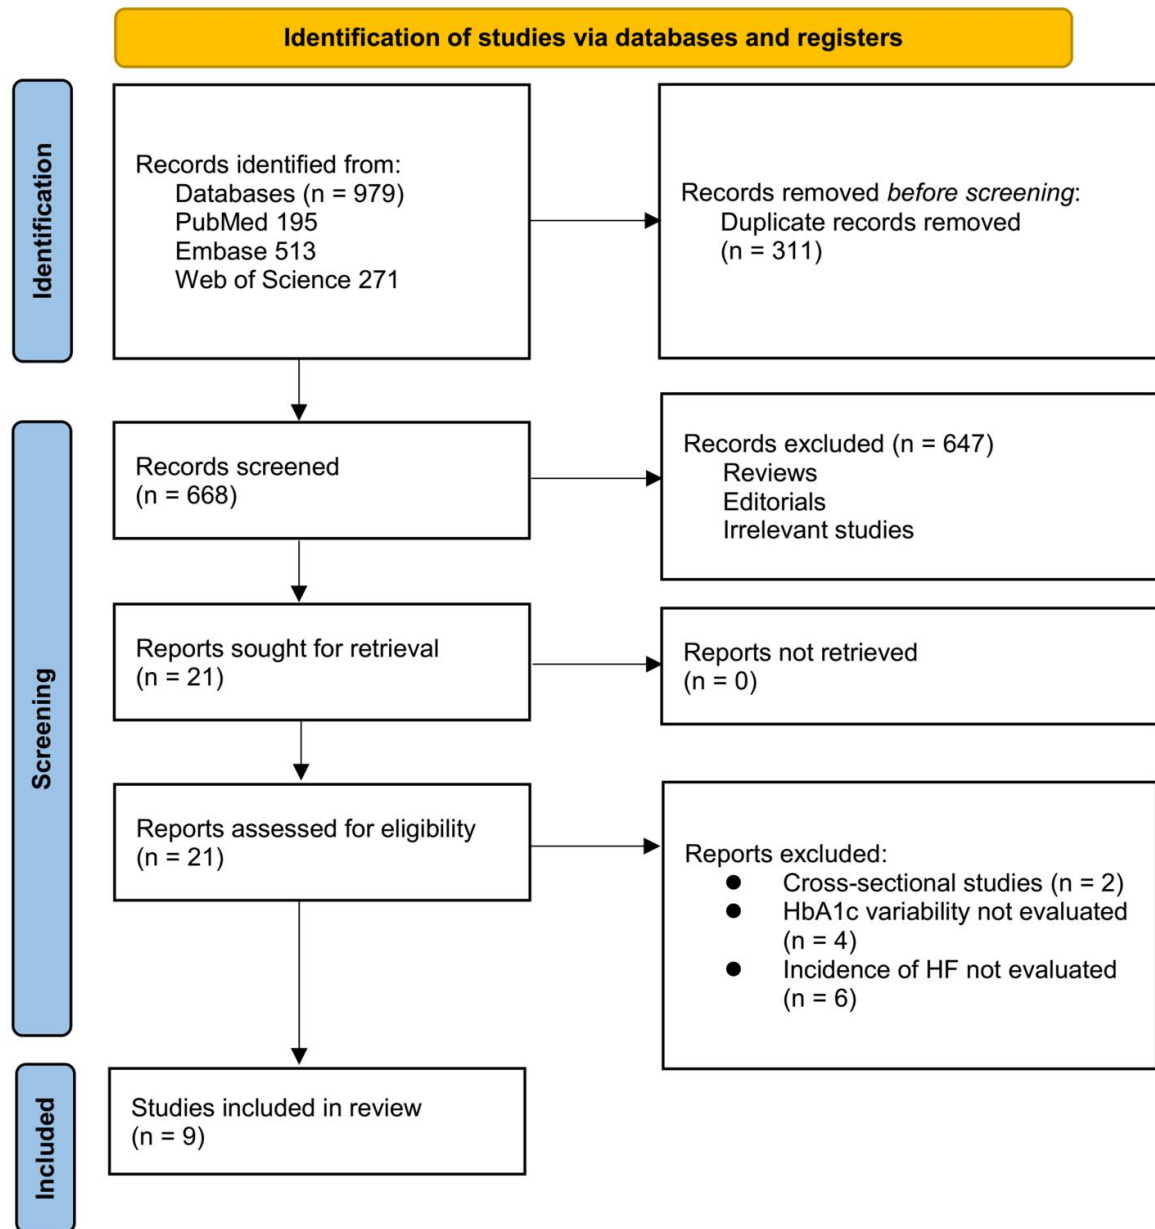 Identification of studies via databases and registers
Identification
Records identified from:
Databases (n = 979)
PubMed 195
Embase 513
Web of Science 271
Records removed before screening:
Duplicate records removed
(n = 311)
Screening
Records screened
(n = 668)
Records excluded (n = 647)
Reviews
Editorials
Irrelevant studies
Reports sought for retrieval
(n = 21)
Reports not retrieved
(n = 0)
Reports assessed for eligibility
(n = 21)
Reports excluded:
● Cross-sectional studies (n = 2)
● HbA1c variability not evaluated
(n = 4)
● Incidence of HF not evaluated
(n = 6)
Included
Studies included in review
(n = 9)